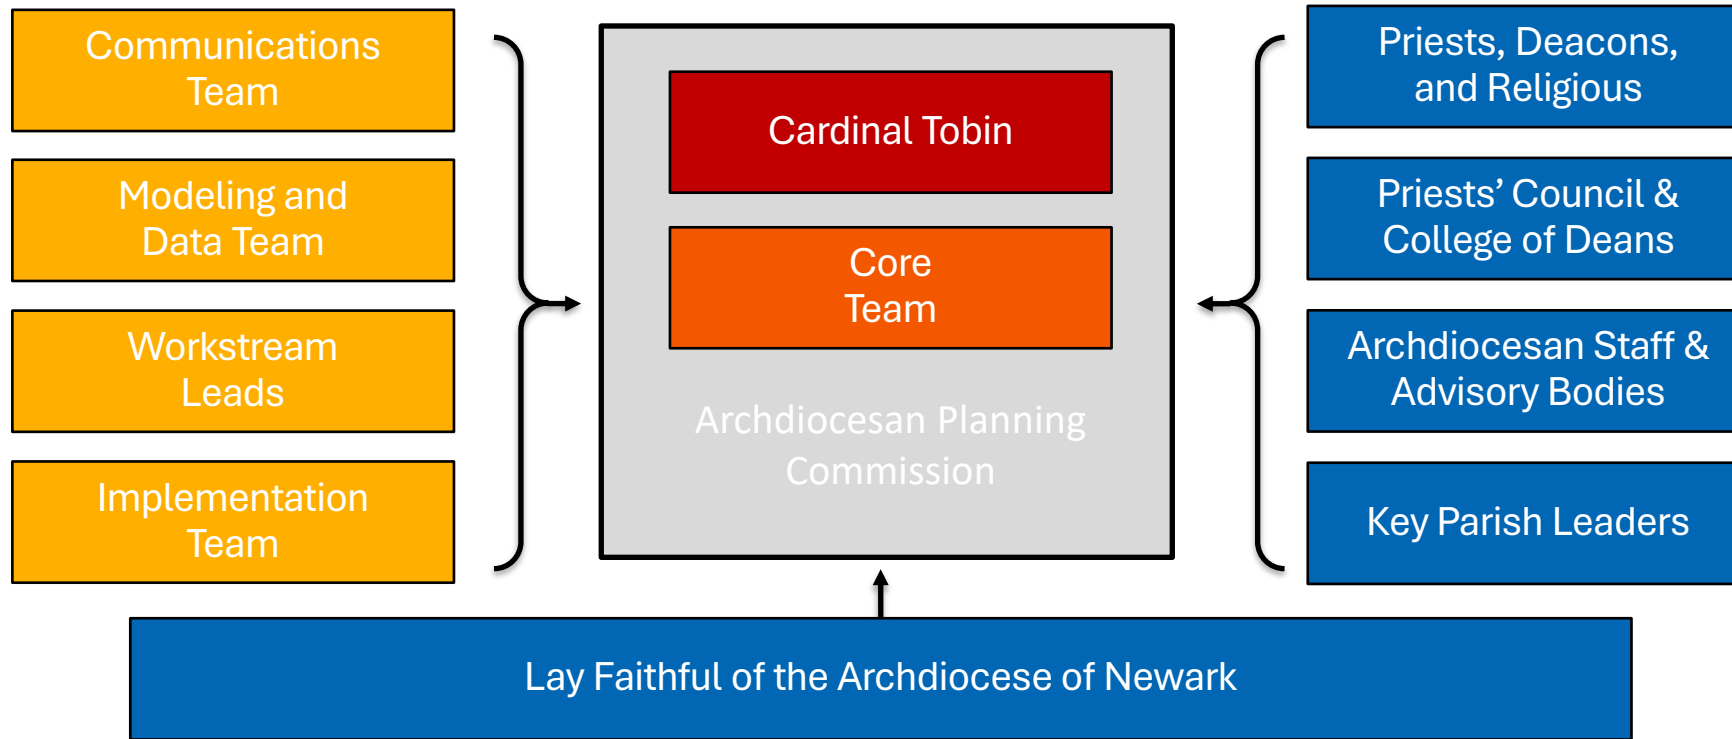 Communications
Team
Modeling and
Data Team
Workstream
Leads
Implementation
Team
Cardinal Tobin
Core
Team
Archdiocesan Planning
Commission
Priests, Deacons,
and Religious
Priests’ Council &
College of Deans
Archdiocesan Staff &
Advisory Bodies
Key Parish Leaders
Lay Faithful of the Archdiocese of Newark